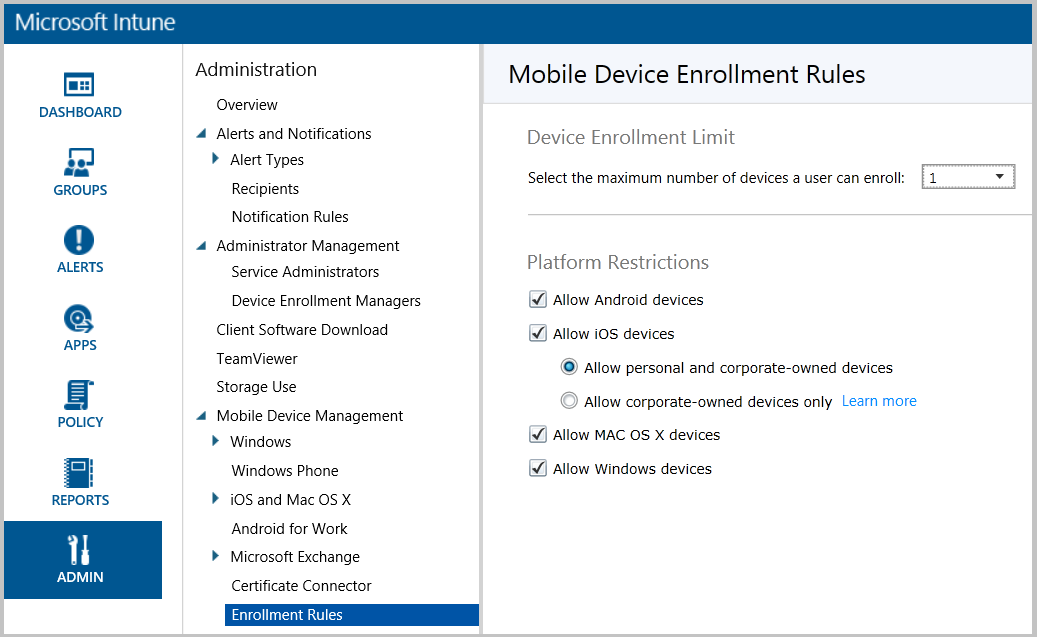 Microsoft Intune
DASHBOARD
GROUPS
ALERTS
APPS
POLICY
REPORTS
ADMIN
Administration
Overview
Alerts and Notifications
Alert Types
Recipients
Notification Rules
Administrator Management
Service Administrators
Device Enrollment Managers
Client Software Download
TeamViewer
Storage Use
Mobile Device Management
Windows
Windows Phone
iOS and Mac OS X
Android for Work
Microsoft Exchange
Certificate Connector
Enrollment Rules
Mobile Device Enrollment Rules
Device Enrollment Limit
Select the maximum number of devices a user can enroll: 1
Platform Restrictions
Allow Android devices
Allow iOS devices
Allow personal and corporate-owned devices
Allow corporate-owned devices only Learn more
Allow MAC OS X devices
Allow Windows devices